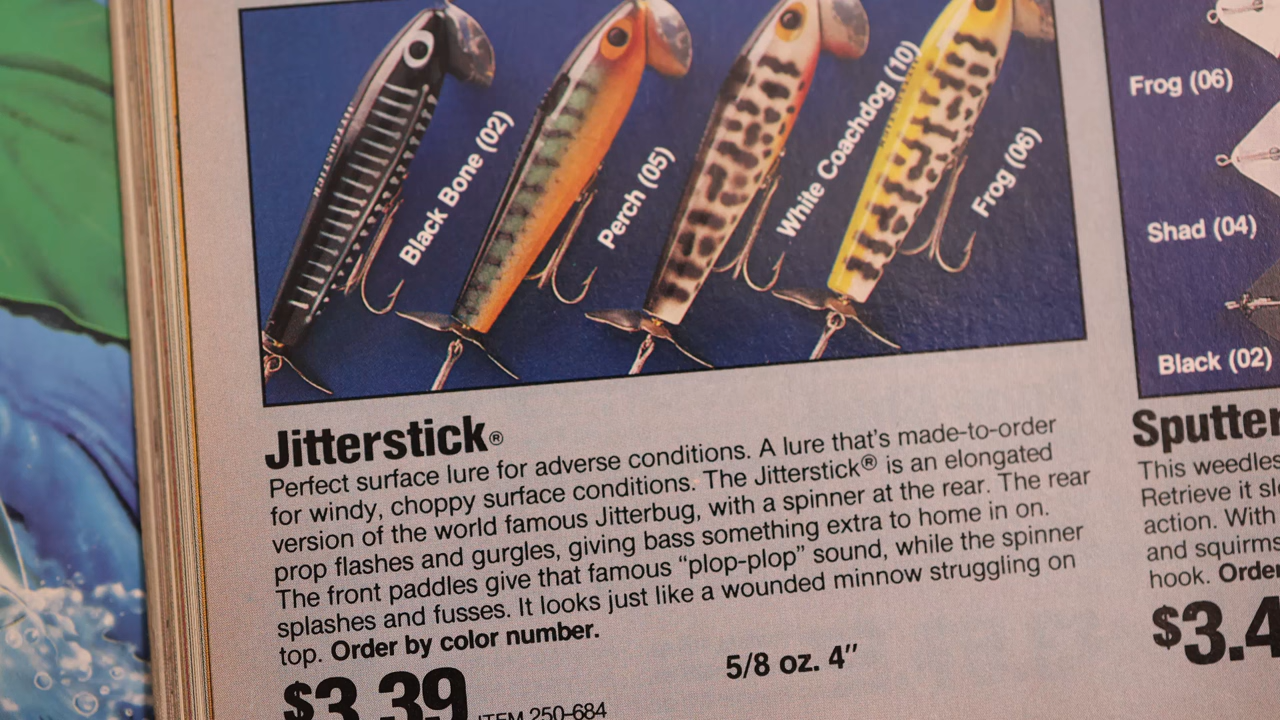 Black Bone (02)
Perch (05)
White Coachdog (10)
Frog (06)
Jitterstick®
Perfect surface lure for adverse conditions. A lure that's made-to-order
for windy, choppy surface conditions. The Jitterstick® is an elongated
version of the world famous Jitterbug, with a spinner at the rear. The rear
prop flashes and gurgles, giving bass something extra to home in on.
The front paddles give that famous “plop-plop” sound, while the spinner
splashes and fusses. It looks just like a wounded minnow struggling on
top. Order by color number.
5/8 oz. 4″
$3.39 ITEM 250-684
Frog (06)
Shad (04)
Black (02)
Sputter
This weedles
Retrieve it sl
action. With
and squirms
hook. Order
$3.4